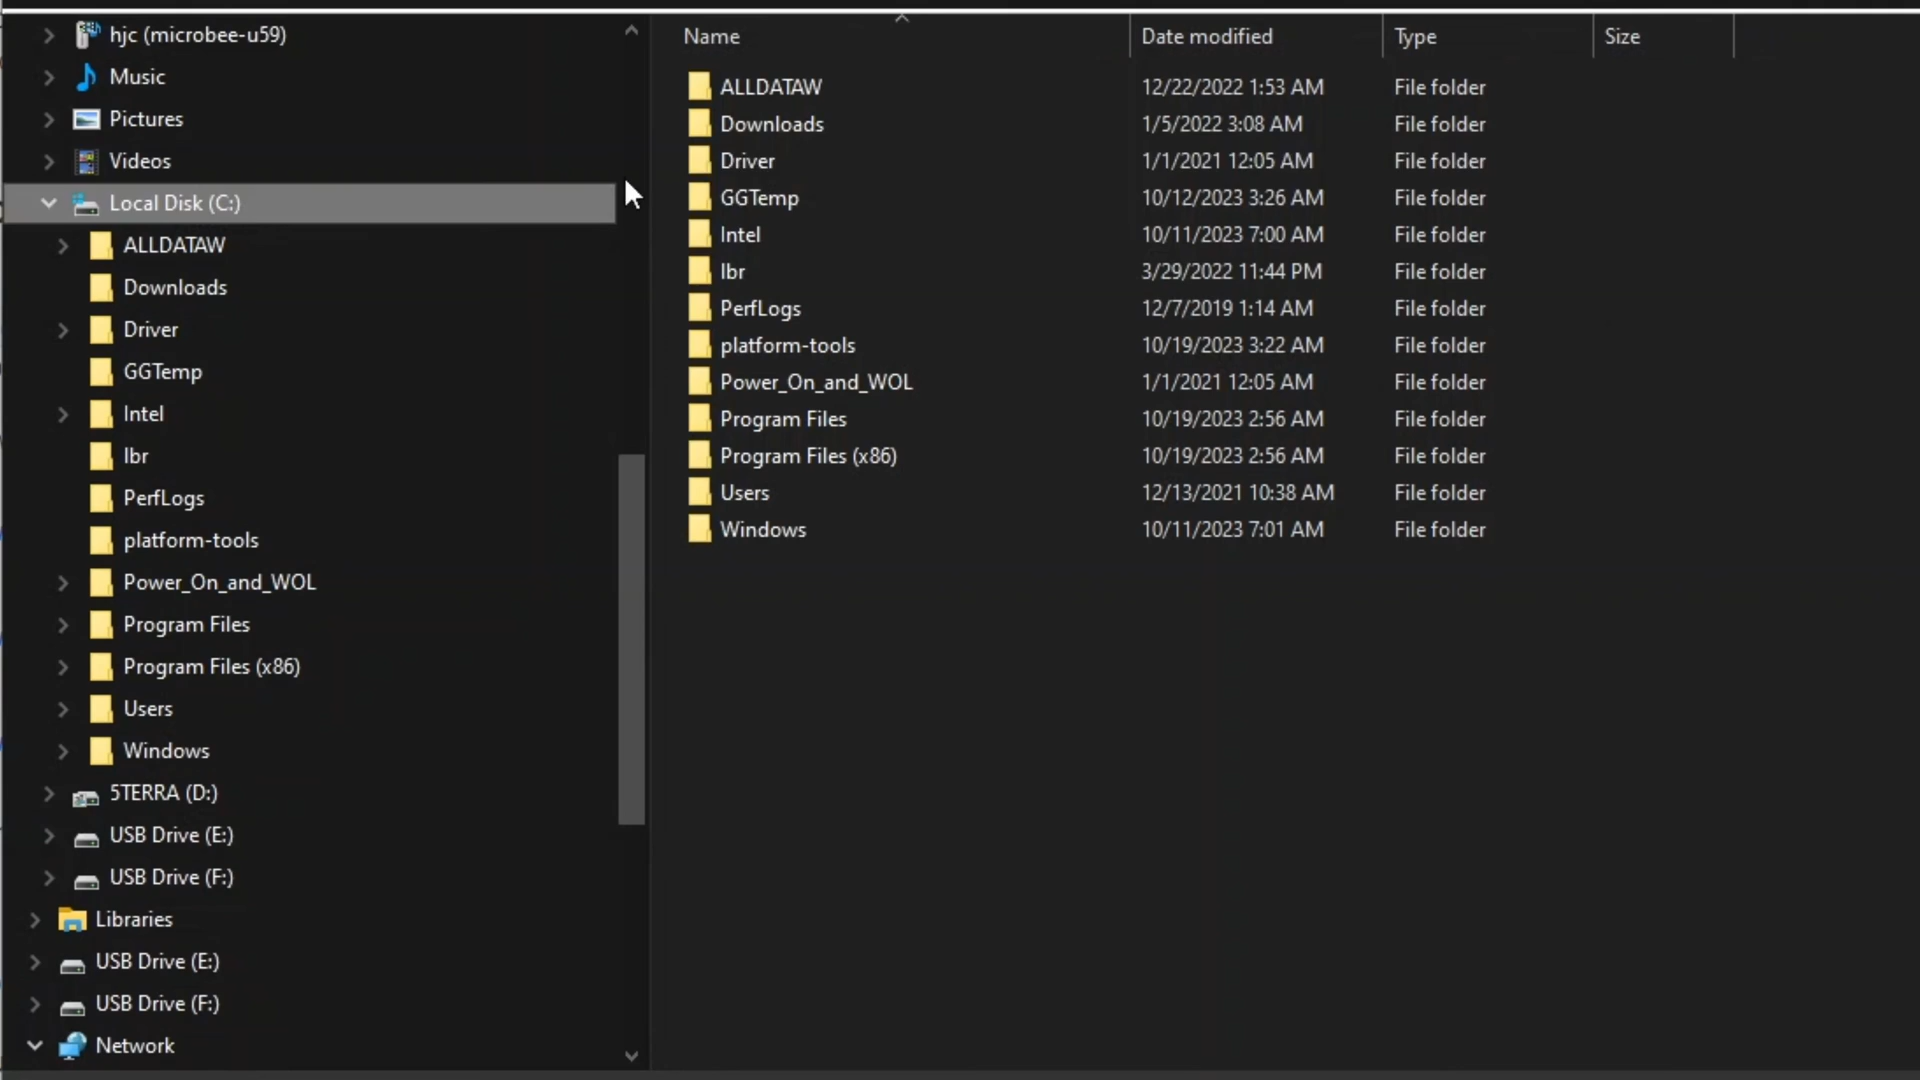 hjc (microbee-u59)
Music
Pictures
Videos
Local Disk (C:)
ALLDATAW
Downloads
Driver
GGTemp
Intel
lbr
PerfLogs
platform-tools
Power_On_and_WOL
Program Files
Program Files (x86)
Users
Windows
5TERRA (D:)
USB Drive (E:)
USB Drive (F:)
Libraries
USB Drive (E:)
USB Drive (F:)
Network
Name Date modified Type Size
ALLDATAW 12/22/2022 1:53 AM File folder
Downloads 1/5/2022 3:08 AM File folder
Driver 1/1/2021 12:05 AM File folder
GGTemp 10/12/2023 3:26 AM File folder
Intel 10/11/2023 7:00 AM File folder
lbr 3/29/2022 11:44 PM File folder
PerfLogs 12/7/2019 1:14 AM File folder
platform-tools 10/19/2023 3:22 AM File folder
Power_On_and_WOL 1/1/2021 12:05 AM File folder
Program Files 10/19/2023 2:56 AM File folder
Program Files (x86) 10/19/2023 2:56 AM File folder
Users 12/13/2021 10:38 AM File folder
Windows 10/11/2023 7:01 AM File folder